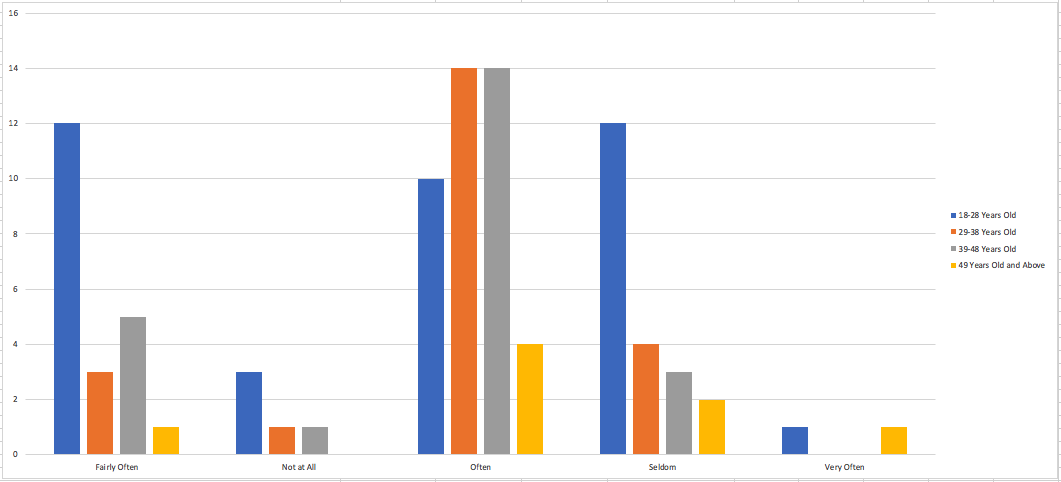 16
14
12
10
8
6
4
2
0
Fairly Often Not at All Often Seldom Very Often
18-28 Years Old
29-38 Years Old
39-48 Years Old
49 Years Old and Above